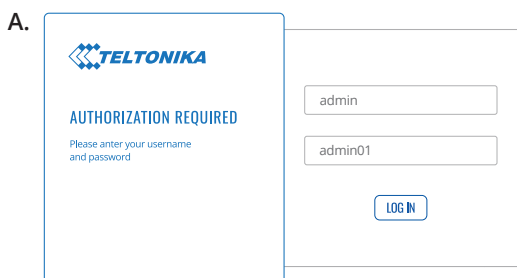 A.
TELTONIKA
AUTHORIZATION REQUIRED
Please anter your username
and password
admin
admin01
LOG IN